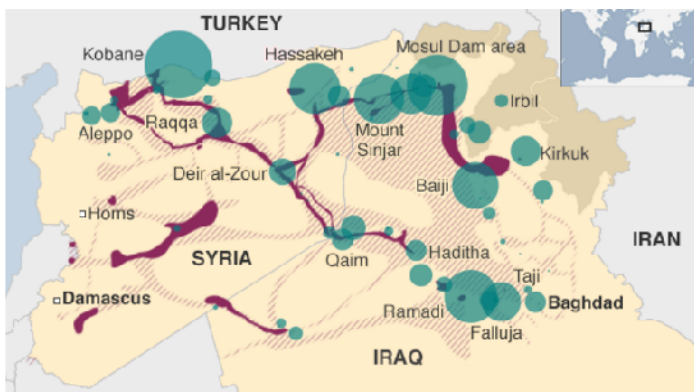 TURKEY
Kobane
Hassakeh
Mosul Dam area
Irbil
Aleppo
Raqqa
Mount
Sinjar
Kirkuk
Deir al-Zour
Baiji
Homs
SYRIA
Qaim
Haditha
IRAN
Damascus
Ramadi
Taji
Baghdad
Falluja
IRAQ